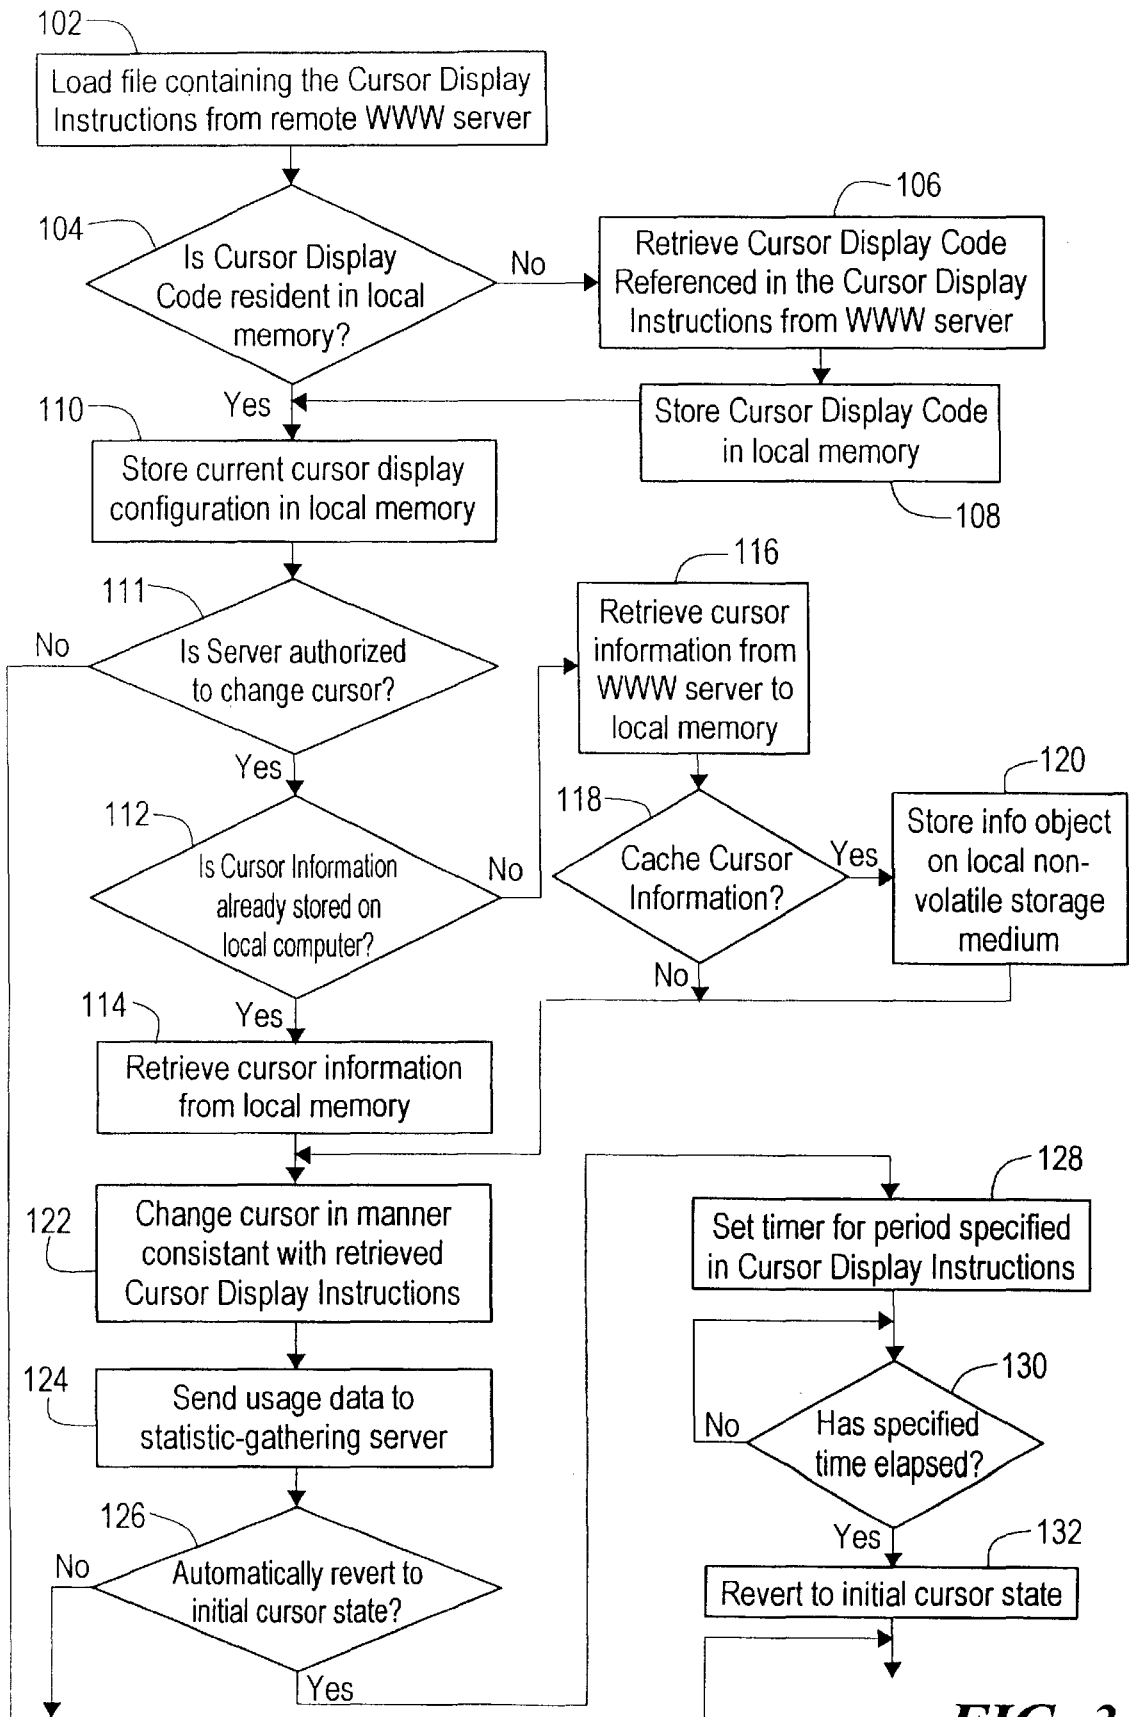 102
Load file containing the Cursor Display
Instructions from remote WWW server
104
Is Cursor Display
Code resident in local
memory?
No
106
Retrieve Cursor Display Code
Referenced in the Cursor Display
Instructions from WWW server
Yes
Store Cursor Display Code
in local memory
108
110
Store current cursor display
configuration in local memory
111
No
Is Server authorized
to change cursor?
Yes
116
Retrieve cursor
information from
WWW server to
local memory
112
Is Cursor Information
already stored on
local computer?
No
118
Cache Cursor
Information?
Yes
No
120
Store info object
on local non-
volatile storage
medium
Yes
114
Retrieve cursor information
from local memory
122
Change cursor in manner
consistant with retrieved
Cursor Display Instructions
124
Send usage data to
statistic-gathering server
126
No
Automatically revert to
initial cursor state?
Yes
128
Set timer for period specified
in Cursor Display Instructions
130
No
Has specified
time elapsed?
Yes
132
Revert to initial cursor state
FIG. 3